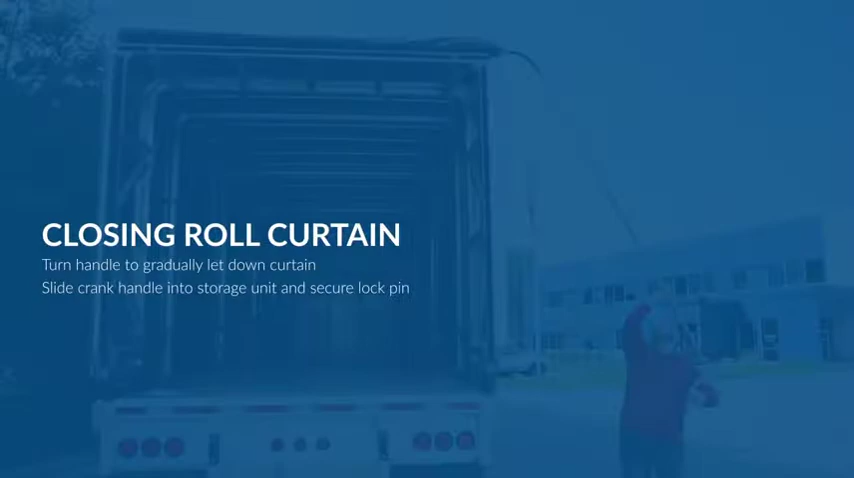 CLOSING ROLL CURTAIN
Turn handle to gradually let down curtain
Slide crank handle into storage unit and secure lock pin